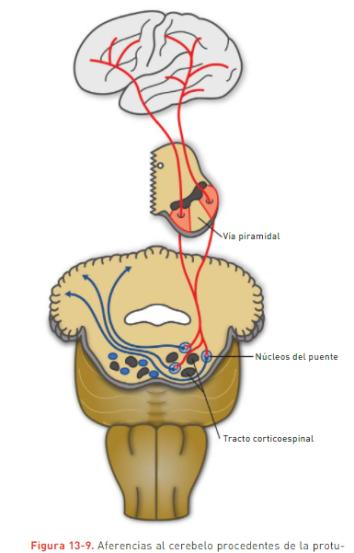 Vía piramidal
Núcleos del puente
Tracto corticoespinal
Figura 13-9. Aferencias al cerebelo procedentes de la protu-